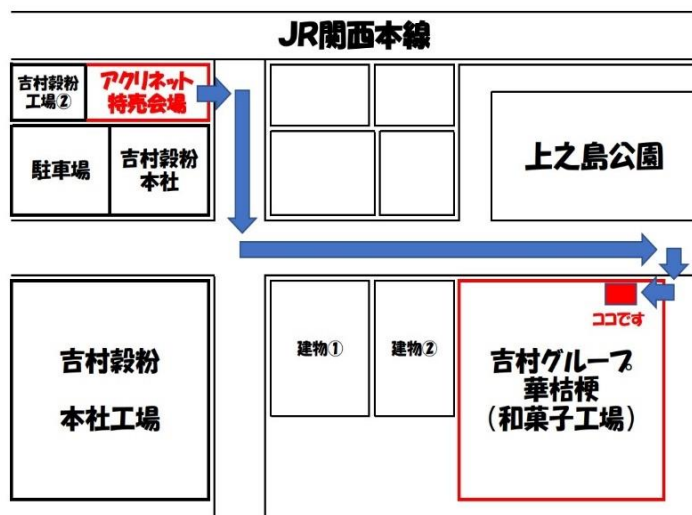 JR関西本線
吉村穀粉
工場②
アクリネット
特売会場
駐車場
吉村穀粉
本社
上之島公園
吉村穀粉
本社工場
建物①
建物②
ココです
吉村グループ
華桔梗
(和菓子工場)